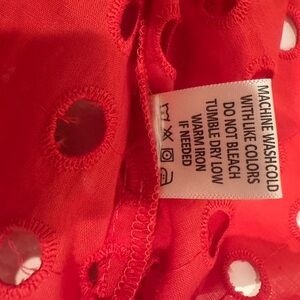 MACHINE WASH COLD
WITH LIKE COLORS
DO NOT BLEACH
TUMBLE DRY LOW
WARM IRON
IF NEEDED